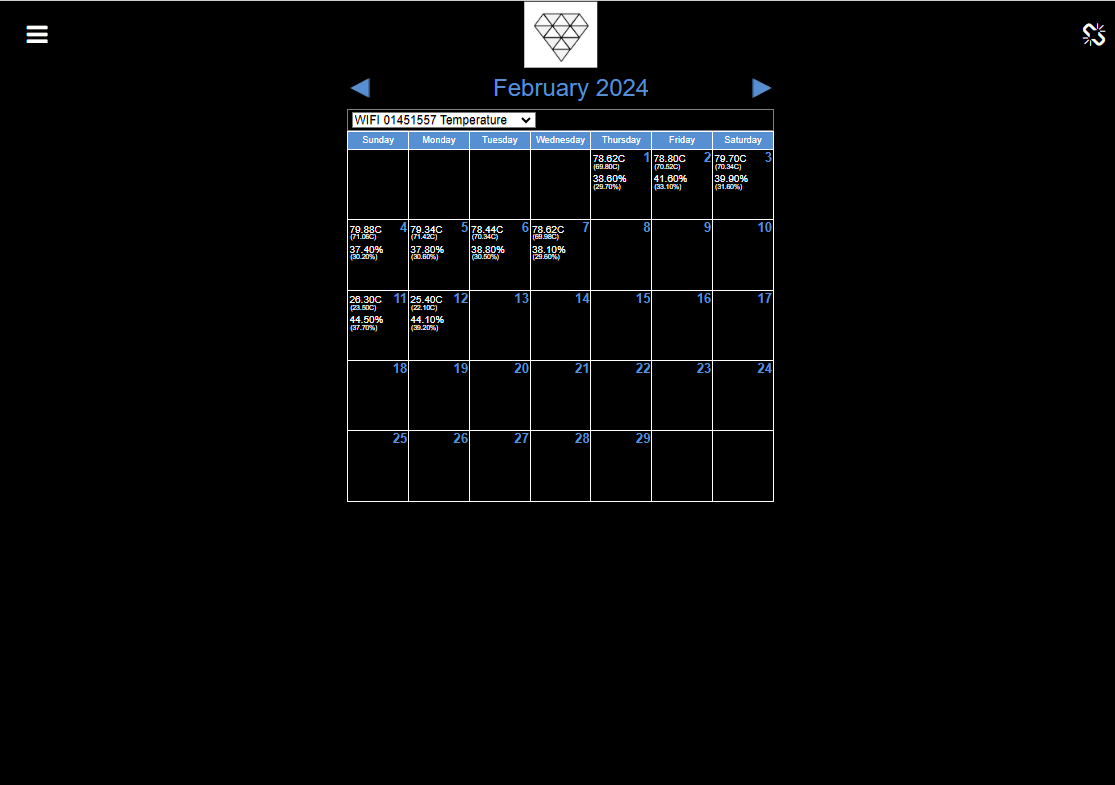 February 2024
WIFI 01451557 Temperature
Sunday Monday Tuesday Wednesday Thursday Friday Saturday
1 2 3
78.62C 78.80C 79.70C
(69.80C) (70.52C) (70.34C)
38.60% 41.60% 39.90%
(29.70%) (33.10%) (31.60%)
4 5 6 7 8 9 10
79.88C 79.34C 78.44C 78.62C
(71.06C) (71.42C) (70.34C) (69.98C)
37.40% 37.80% 38.80% 38.10%
(30.20%) (30.60%) (30.50%) (29.60%)
11 12 13 14 15 16 17
26.30C 25.40C
(23.50C) (22.10C)
44.50% 44.10%
(37.70%) (39.20%)
18 19 20 21 22 23 24
25 26 27 28 29